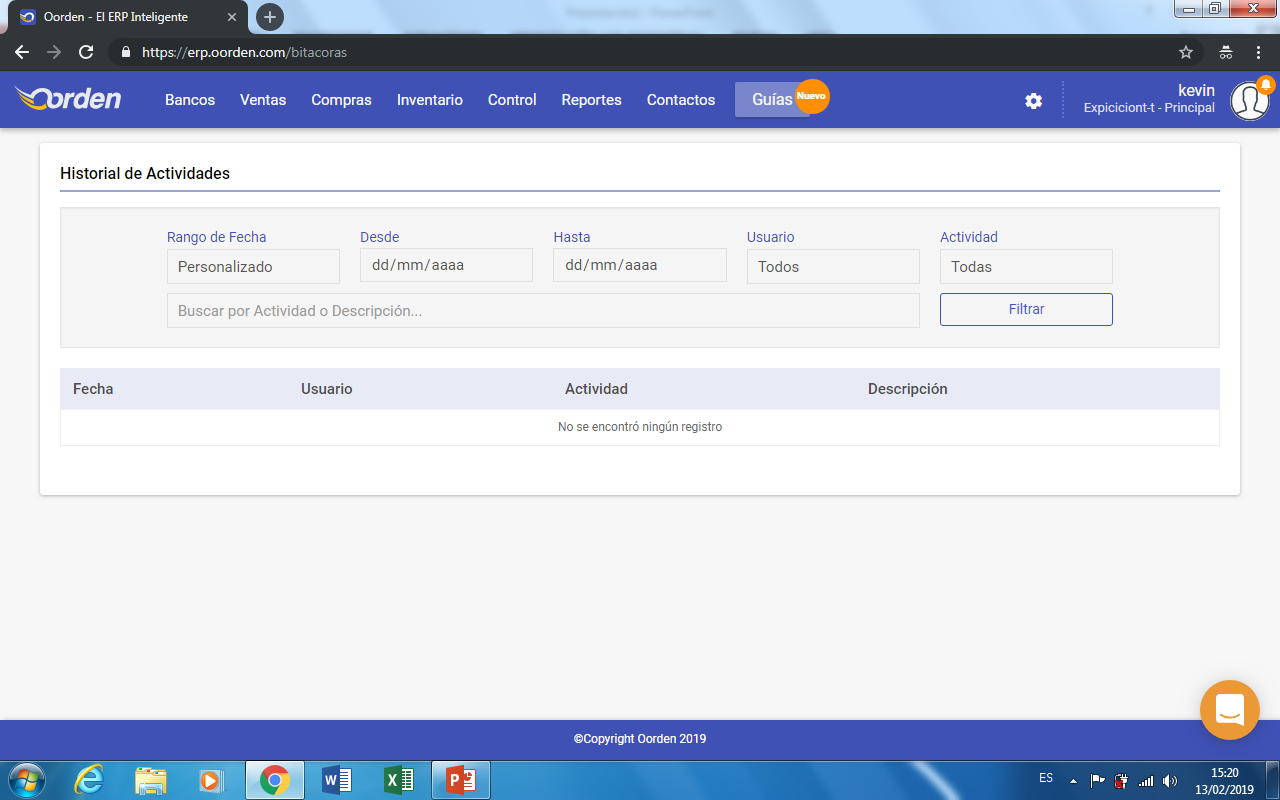 Oorden - El ERP Inteligente
https://erp.oorden.com/bitacoras
Oorden
Bancos Ventas Compras Inventario Control Reportes Contactos Guías Nuevo
kevin
Expiciciont-t - Principal
Historial de Actividades
Rango de Fecha Desde Hasta Usuario Actividad
Personalizado dd/mm/aaaa dd/mm/aaaa Todos Todas
Buscar por Actividad o Descripción... Filtrar
Fecha Usuario Actividad Descripción
No se encontró ningún registro
©Copyright Oorden 2019
ES
15:20
13/02/2019